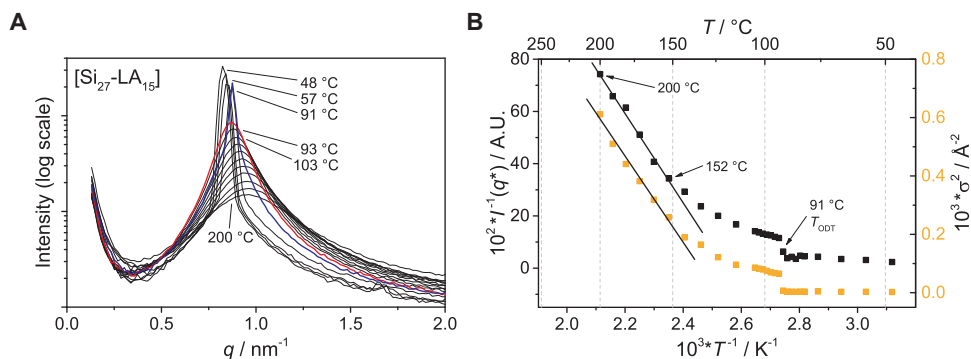 A
[Si₂₇-LA₁₅]
48 °C
57 °C
91 °C
93 °C
103 °C
200 °C
Intensity (log scale)
0.0 0.5 1.0 1.5 2.0
q / nm⁻¹
B
T / °C
250 200 150 100 50
80
60
40
20
0
10²*I⁻¹(q*) / A.U.
200 °C
152 °C
91 °C
T_ODT
0.8
0.6
0.4
0.2
0.0
10³*σ² / Å⁻²
2.0 2.2 2.4 2.6 2.8 3.0
10³*T⁻¹ / K⁻¹